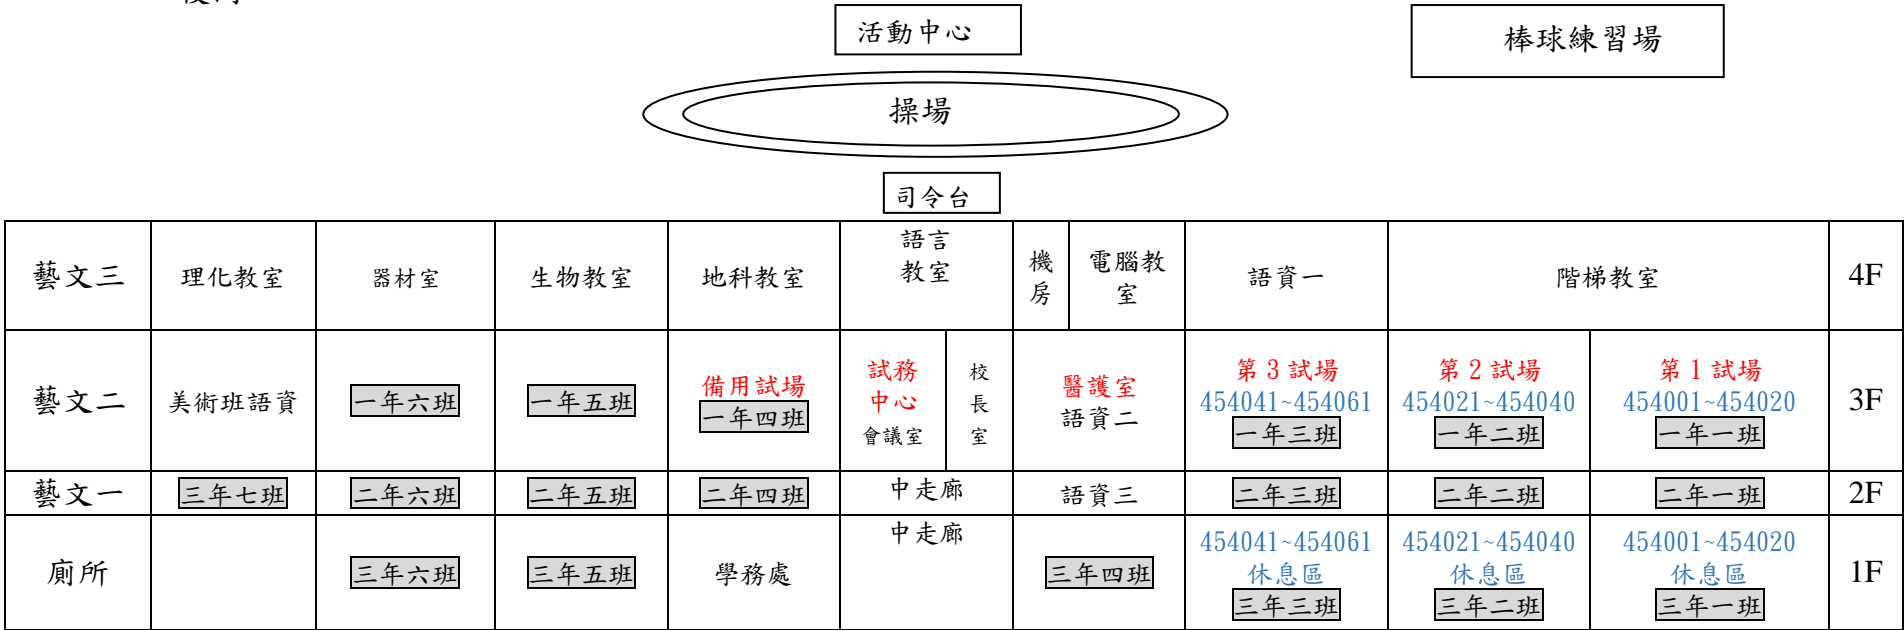 活動中心
棒球練習場
操場
司令台
藝文三
理化教室
器材室
生物教室
地科教室
語言
教室
機
房
電腦教
室
語資一
階梯教室
4F
藝文二
美術班語資
一年六班
一年五班
備用試場
一年四班
試務
中心
會議室
校
長
室
醫護室
語資二
第 3 試場
454041~454061
一年三班
第 2 試場
454021~454040
一年二班
第 1 試場
454001~454020
一年一班
3F
藝文一
三年七班
二年六班
二年五班
二年四班
中走廊
語資三
二年三班
二年二班
二年一班
2F
廁所
三年六班
三年五班
學務處
中走廊
三年四班
454041~454061
休息區
三年三班
454021~454040
休息區
三年二班
454001~454020
休息區
三年一班
1F